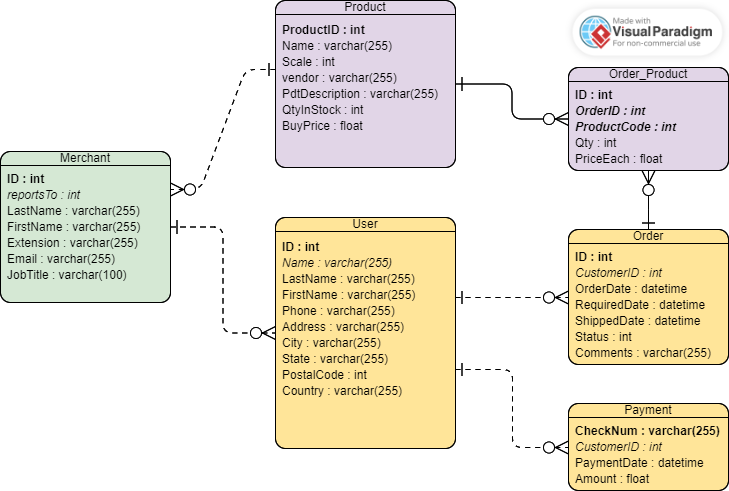 Product
ProductID : int
Name : varchar(255)
Scale : int
vendor : varchar(255)
PdtDescription : varchar(255)
QtyInStock : int
BuyPrice : float
Made with
Visual Paradigm
For non-commercial use
Order_Product
ID : int
OrderID : int
ProductCode : int
Qty : int
PriceEach : float
Merchant
ID : int
reportsTo : int
LastName : varchar(255)
FirstName : varchar(255)
Extension : varchar(255)
Email : varchar(255)
JobTitle : varchar(100)
User
ID : int
Name : varchar(255)
LastName : varchar(255)
FirstName : varchar(255)
Phone : varchar(255)
Address : varchar(255)
City : varchar(255)
State : varchar(255)
PostalCode : int
Country : varchar(255)
Order
ID : int
CustomerID : int
OrderDate : datetime
RequiredDate : datetime
ShippedDate : datetime
Status : int
Comments : varchar(255)
Payment
CheckNum : varchar(255)
CustomerID : int
PaymentDate : datetime
Amount : float